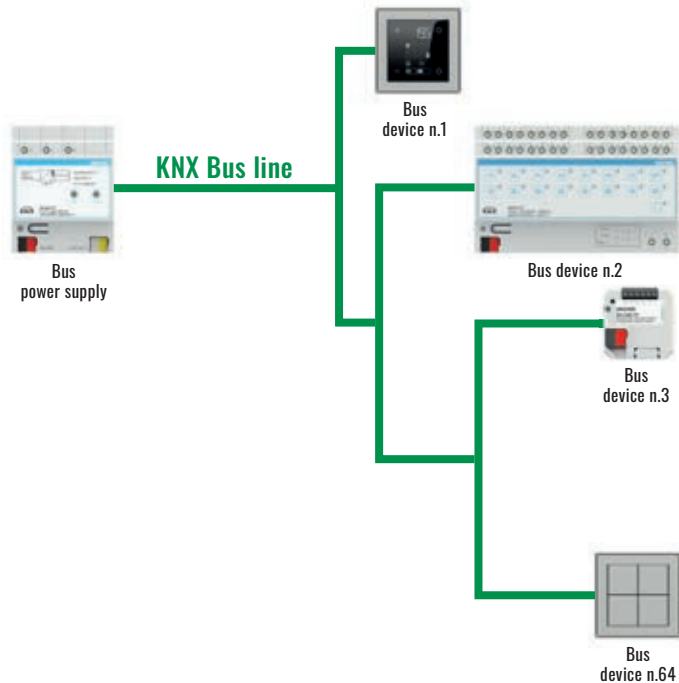 Bus
device n.1
KNX Bus line
Bus
power supply
Bus device n.2
Bus
device n.3
Bus
device n.64